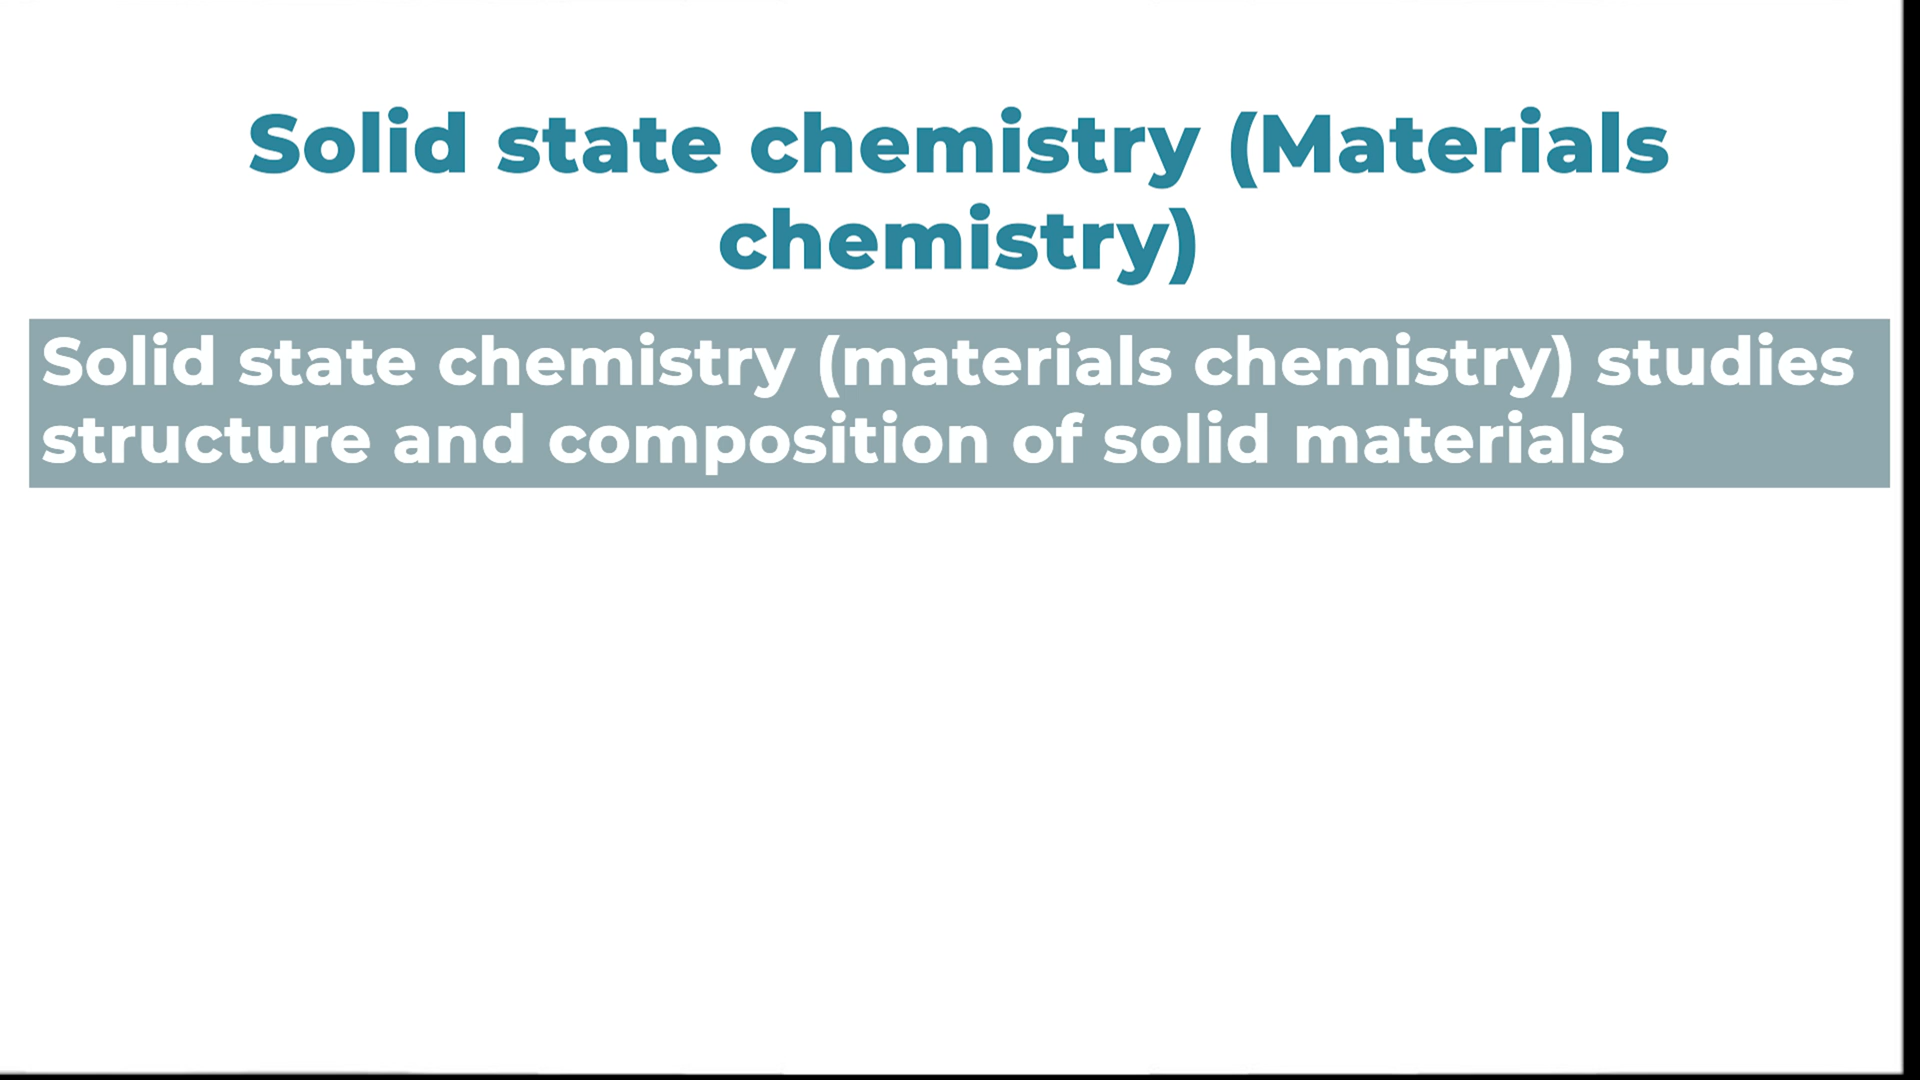 Solid state chemistry (Materials
chemistry)
Solid state chemistry (materials chemistry) studies
structure and composition of solid materials